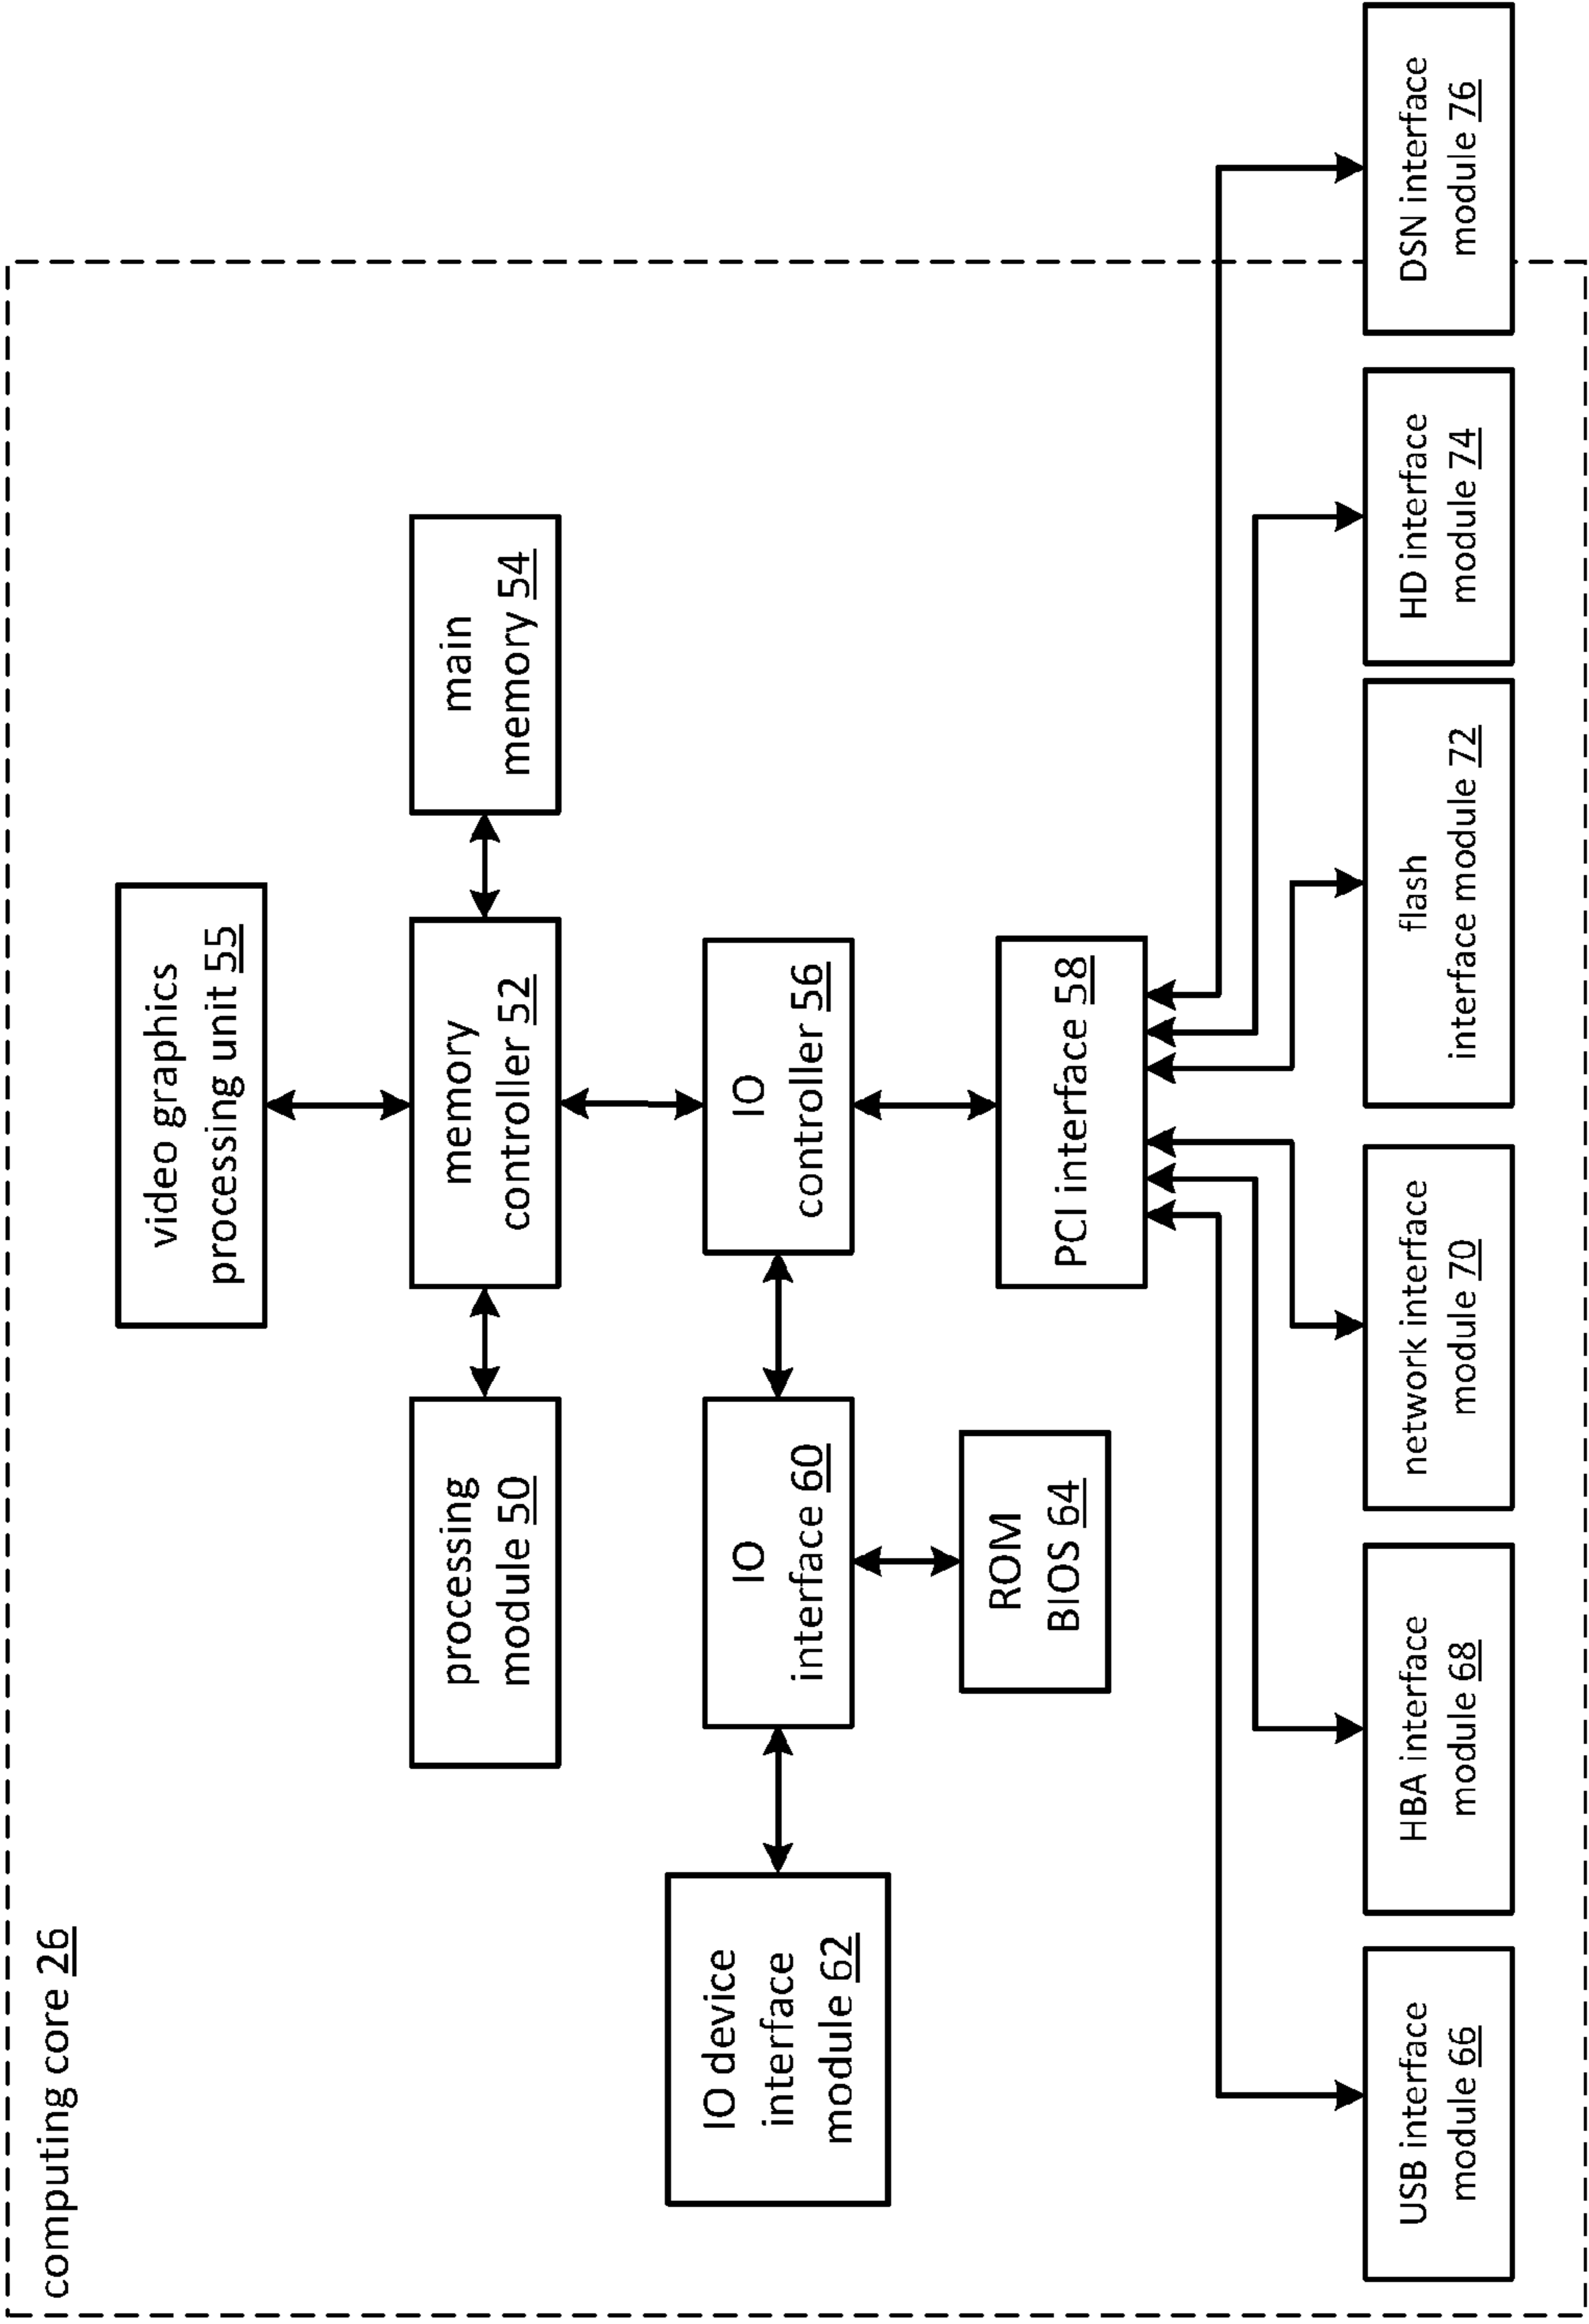 computing core 26
video graphics
processing unit 55
processing
module 50
memory
controller 52
main
memory 54
IO device
interface
module 62
IO
interface 60
IO
controller 56
ROM
BIOS 64
PCI interface 58
USB interface
module 66
HBA interface
module 68
network interface
module 70
flash
interface module 72
HD interface
module 74
DSN interface
module 76